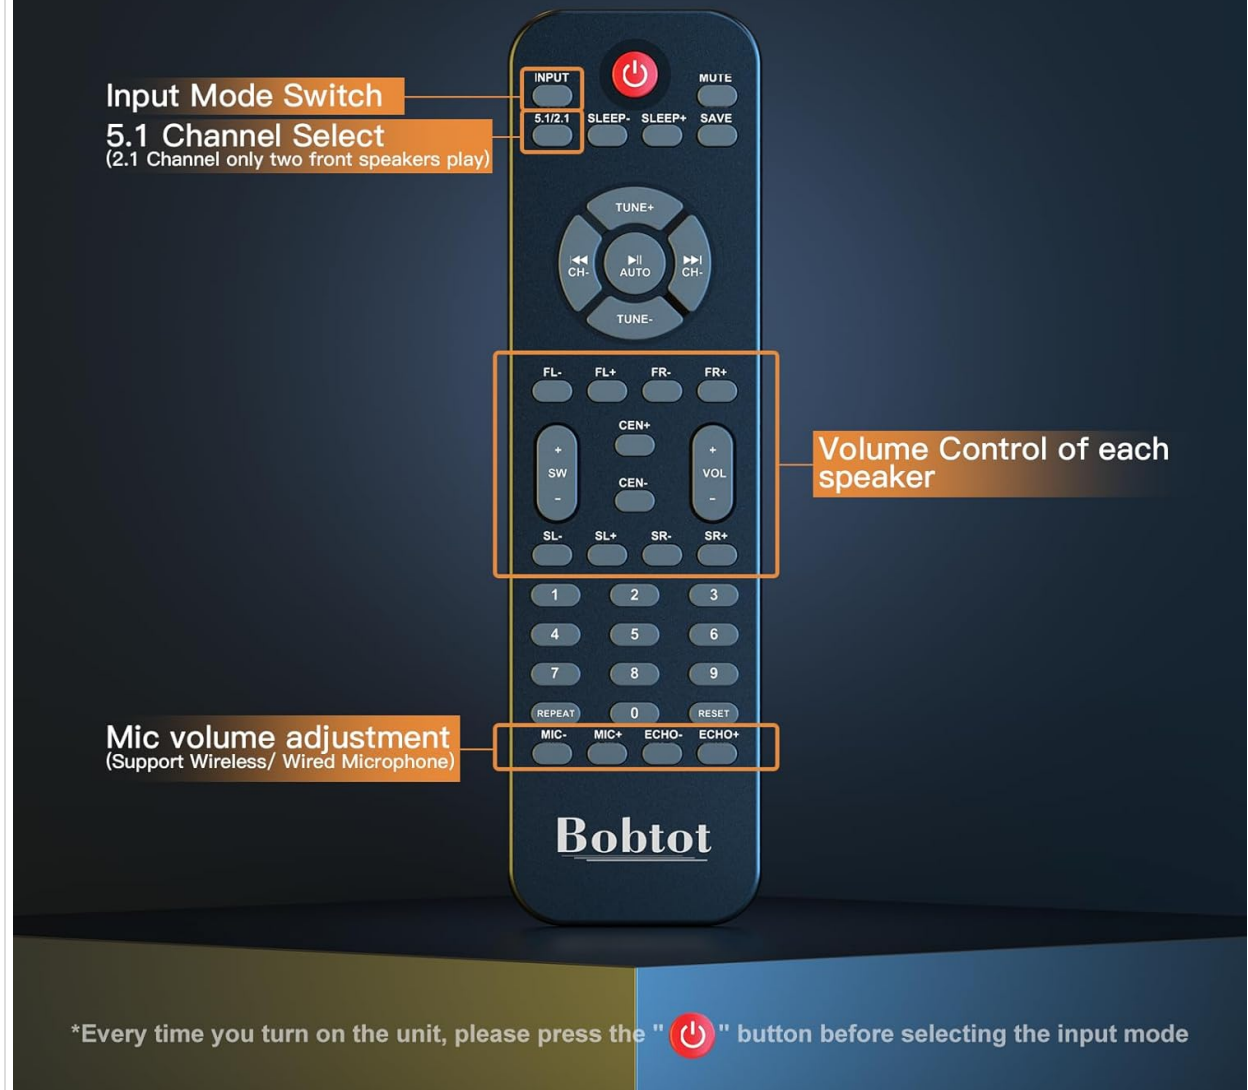 INPUT
MUTE
Input Mode Switch
5.1/2.1 SLEEP- SLEEP+ SAVE
5.1 Channel Select
(2.1 Channel only two front speakers play)
TUNE+
CH-
AUTO
CH-
TUNE-
FL- FL+ FR- FR+
CEN+
+
SW
-
+
VOL
-
CEN-
Volume Control of each
speaker
SL- SL+ SR- SR+
1 2 3
4 5 6
7 8 9
REPEAT 0 RESET
MIC- MIC+ ECHO- ECHO+
Mic volume adjustment
(Support Wireless/ Wired Microphone)
Bobtot
*Every time you turn on the unit, please press the " " button before selecting the input mode